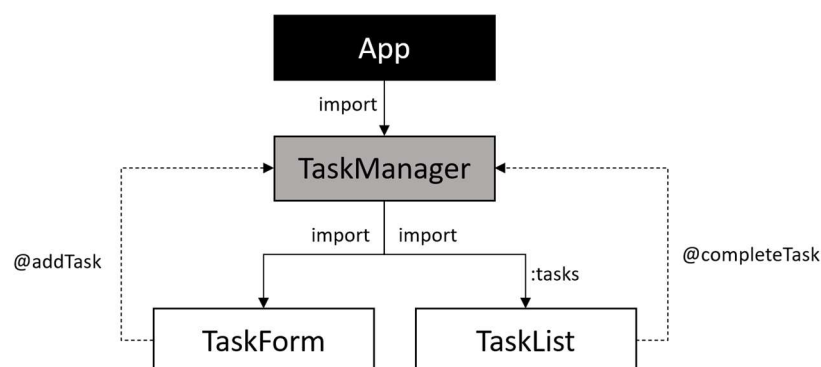 App
import
TaskManager
import import
@addTask
@completeTask
:tasks
TaskForm
TaskList